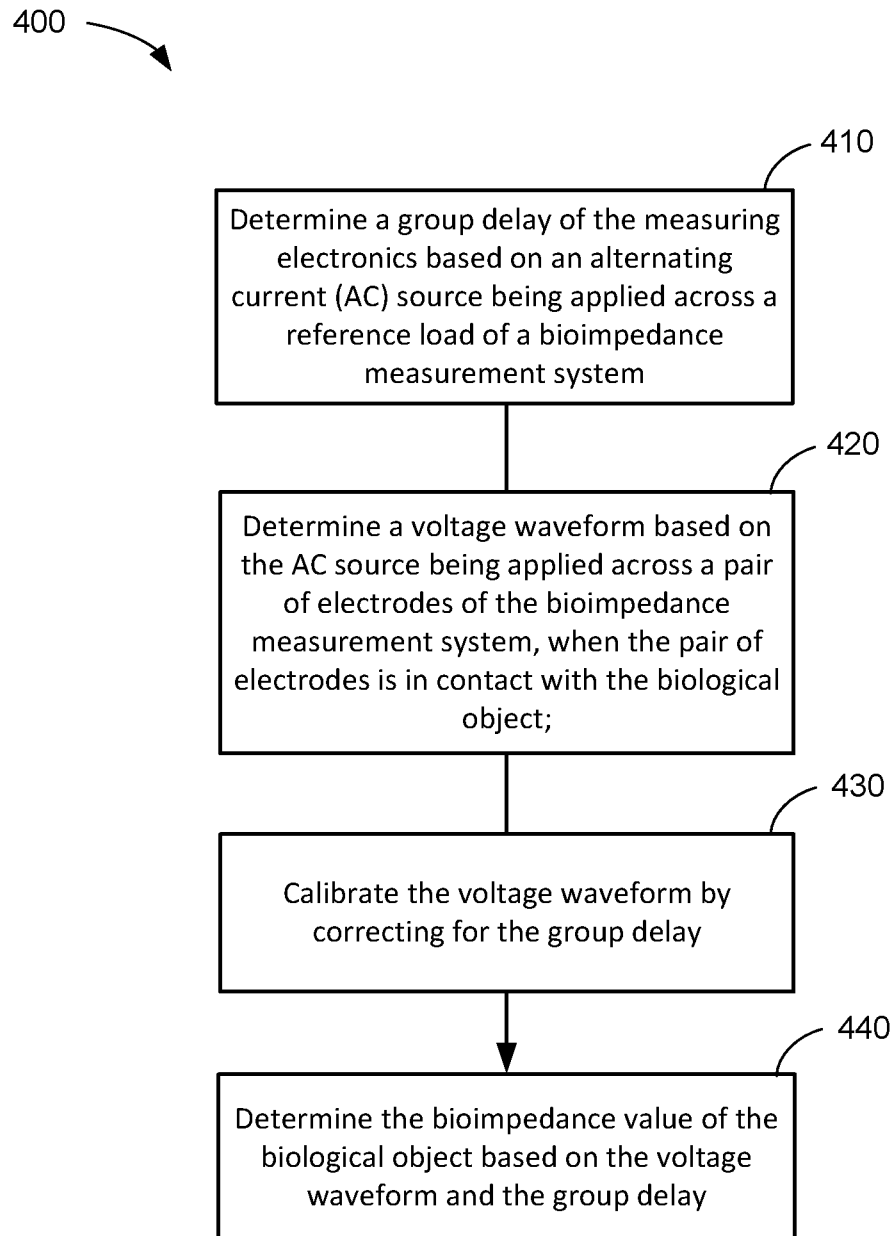 400
410
Determine a group delay of the measuring
electronics based on an alternating
current (AC) source being applied across a
reference load of a bioimpedance
measurement system
420
Determine a voltage waveform based on
the AC source being applied across a pair
of electrodes of the bioimpedance
measurement system, when the pair of
electrodes is in contact with the biological
object;
430
Calibrate the voltage waveform by
correcting for the group delay
440
Determine the bioimpedance value of the
biological object based on the voltage
waveform and the group delay